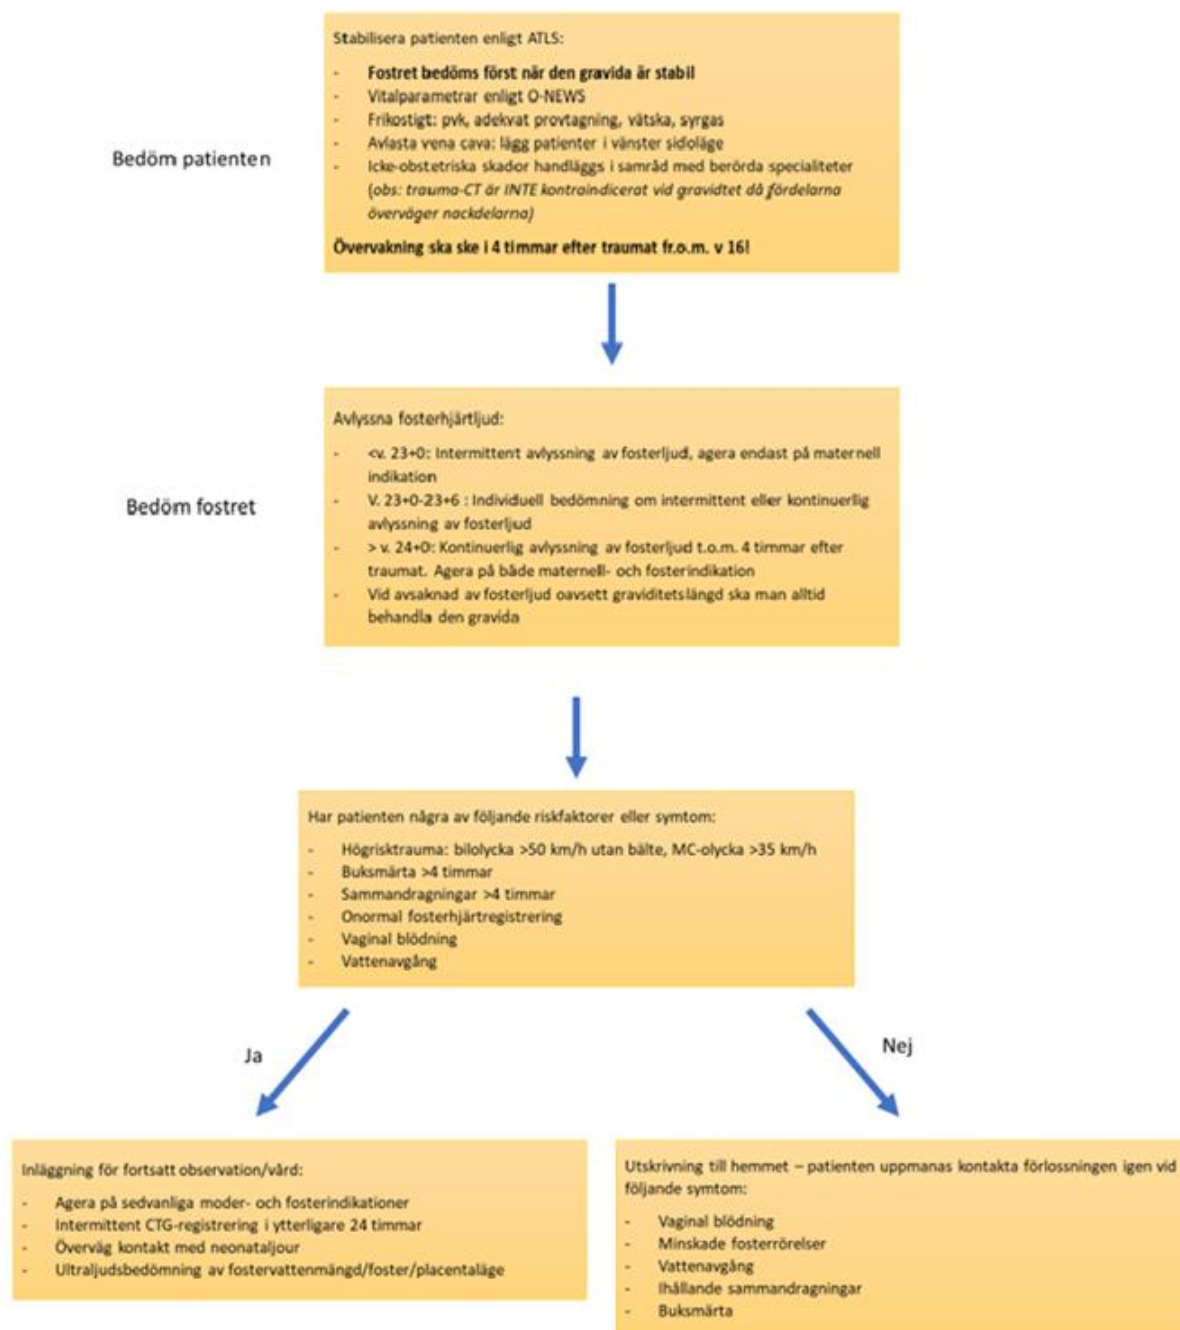 Stabilisera patienten enligt ATLS:
- Fostret bedöms först när den gravida är stabil
- Vitalparametrar enligt O-NEWS
- Frikostigt: pvk, adekvat provtagning, vätska, syrgas
- Avlasta vena cava: lägg patienter i vänster sidoläge
- Icke-obstetriska skador handläggs i samråd med berörda specialiteter
(obs: trauma-CT är INTE kontraindicerat vid gravidtet då fördelarna
överväger nackdelarna)
Övervakning ska ske i 4 timmar efter traumat fr.o.m. v 16!
Bedöm patienten
Avlyssna fosterhjärtljud:
- <v. 23+0: Intermittent avlyssning av fosterljud, agera endast på maternell
indikation
- V. 23+0-23+6 : Individuell bedömning om intermittent eller kontinuerlig
avlyssning av fosterljud
- > v. 24+0: Kontinuerlig avlyssning av fosterljud t.o.m. 4 timmar efter
traumat. Agera på både maternell- och fosterindikation
- Vid avsaknad av fosterljud oavsett graviditetslängd ska man alltid
behandla den gravida
Bedöm fostret
Har patienten några av följande riskfaktorer eller symtom:
- Högrisktrauma: bilolycka >50 km/h utan bälte, MC-olycka >35 km/h
- Buksmärta >4 timmar
- Sammandragningar >4 timmar
- Onormal fosterhjärtregistrering
- Vaginal blödning
- Vattenavgång
Ja
Nej
Inläggning för fortsatt observation/vård:
- Agera på sedvanliga moder- och fosterindikationer
- Intermittent CTG-registrering i ytterligare 24 timmar
- Överväg kontakt med neonataljour
- Ultraljudsbedömning av fostervattenmängd/foster/placentaläge
Utskrivning till hemmet – patienten uppmanas kontakta förlossningen igen vid
följande symtom:
- Vaginal blödning
- Minskade fosterrörelser
- Vattenavgång
- Ihållande sammandragningar
- Buksmärta